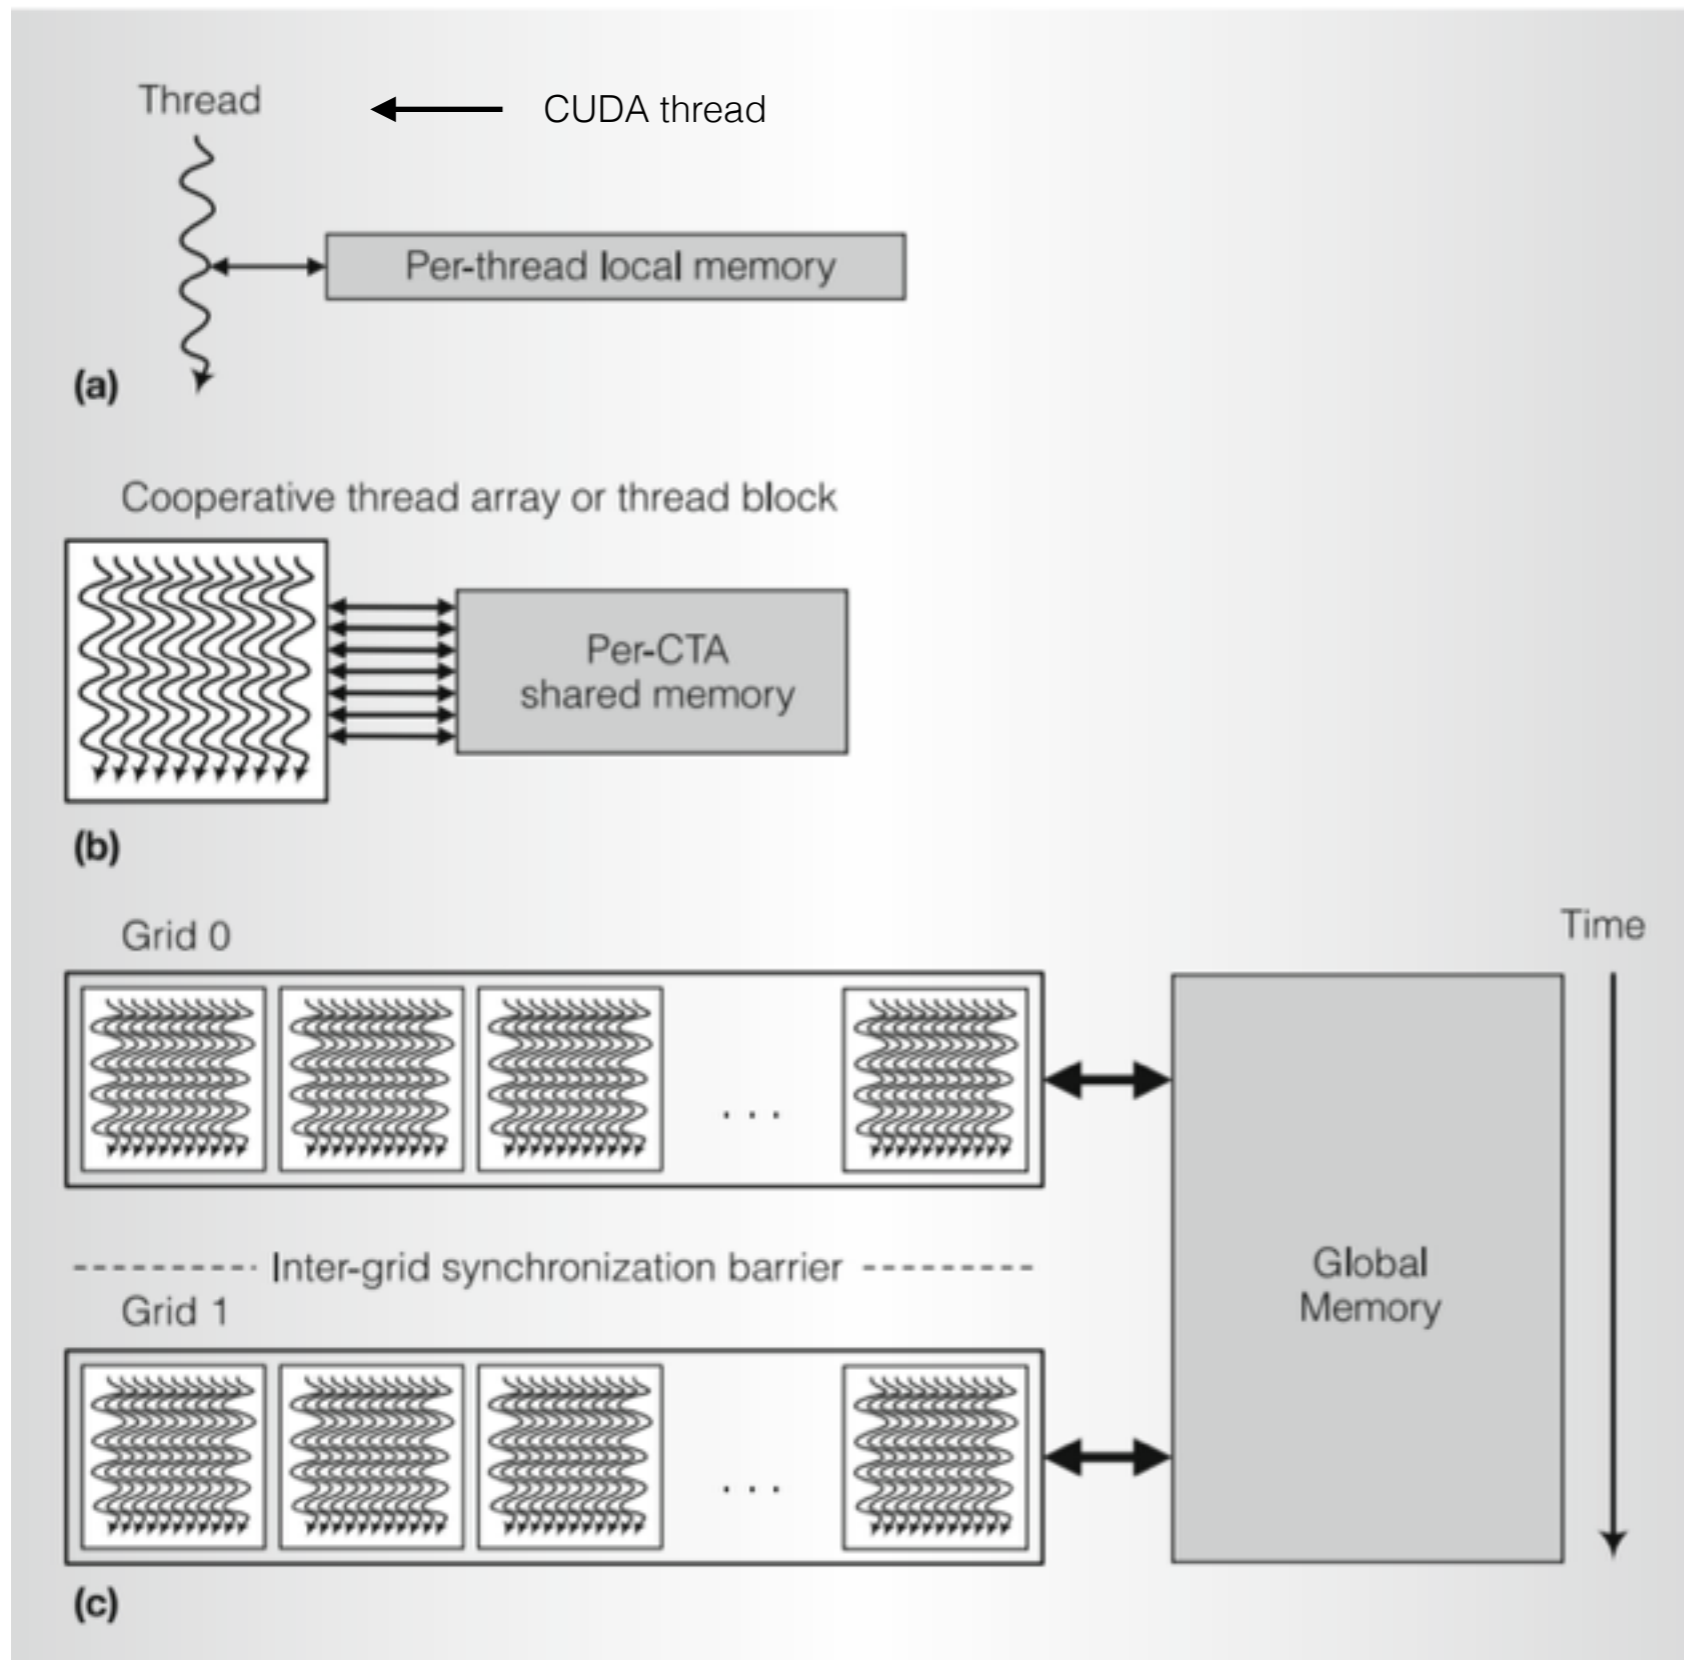 Thread
CUDA thread
Per-thread local memory
(a)
Cooperative thread array or thread block
Per-CTA
shared memory
(b)
Grid 0
Time
. . .
Inter-grid synchronization barrier
Global
Memory
Grid 1
. . .
(c)